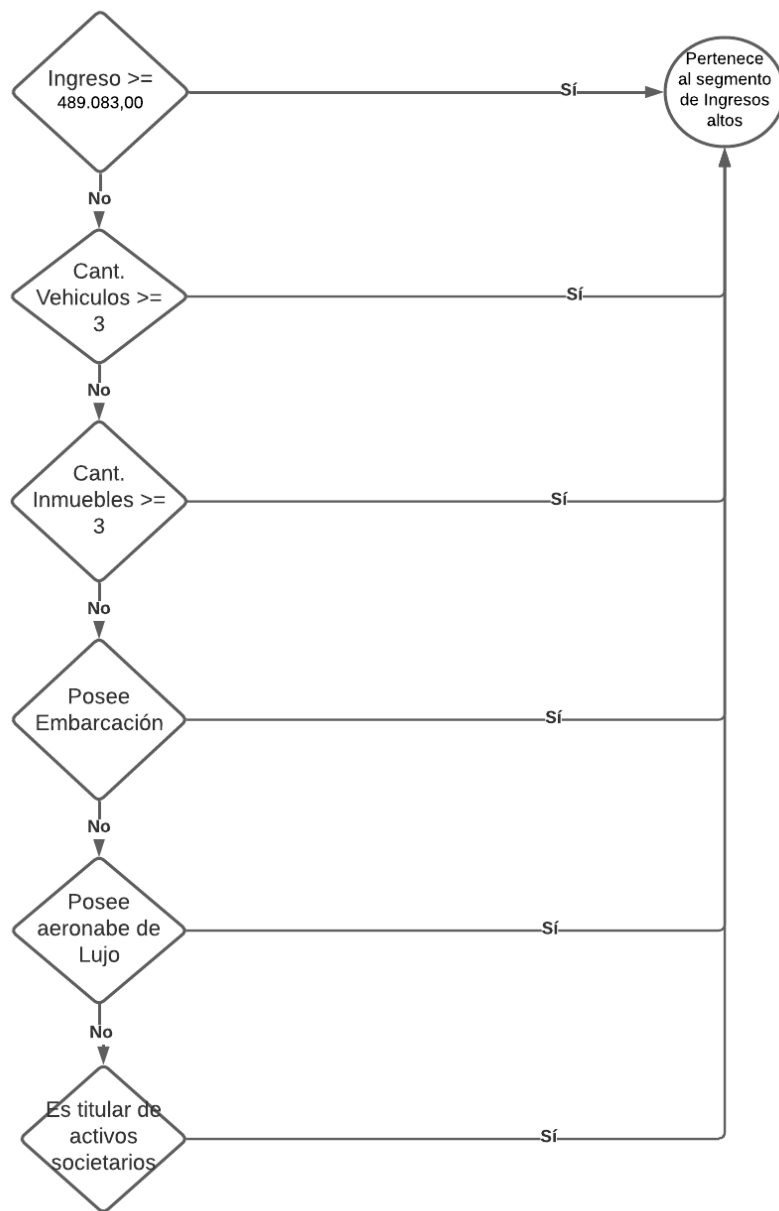 Ingreso >=
489.083,00
Sí
Pertenece
al segmento
de Ingresos
altos
No
Cant.
Vehiculos >=
3
Sí
No
Cant.
Inmuebles >=
3
Sí
No
Posee
Embarcación
Sí
No
Posee
aeronabe de
Lujo
Sí
No
Es titular de
activos
societarios
Sí